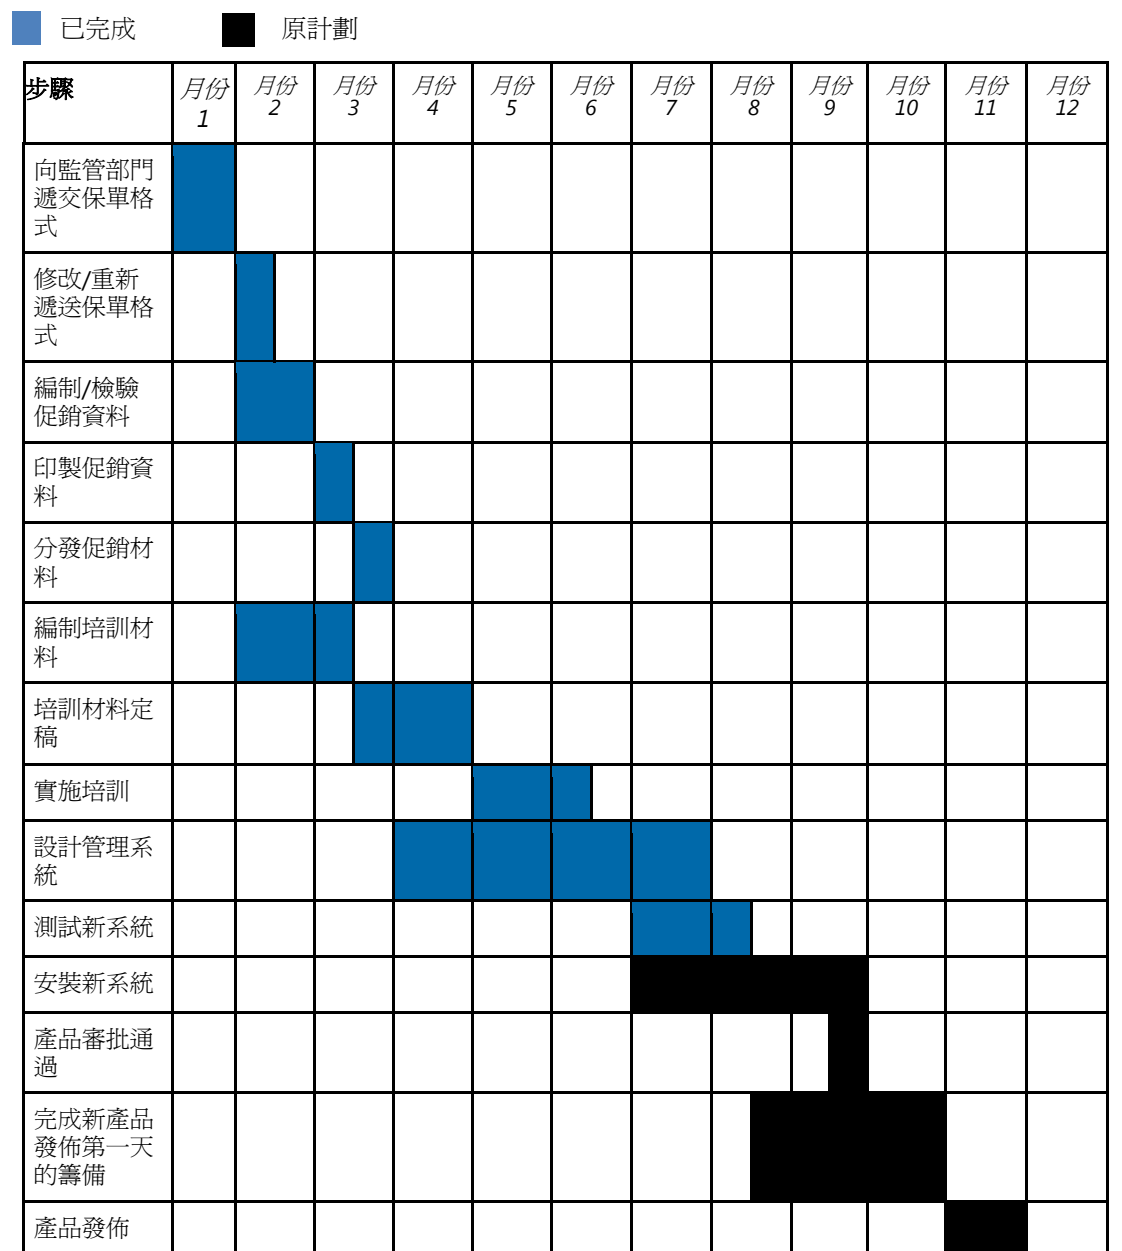 已完成 原計劃
步驟 月份 月份 月份 月份 月份 月份 月份 月份 月份 月份 月份 月份
1 2 3 4 5 6 7 8 9 10 11 12
向監管部門
遞交保單格
式
修改/重新
遞送保單格
式
編制/檢驗
促銷資料
印製促銷資
料
分發促銷材
料
編制培訓材
料
培訓材料定
稿
實施培訓
設計管理系
統
測試新系統
安裝新系統
產品審批通
過
完成新產品
發佈第一天
的籌備
產品發佈